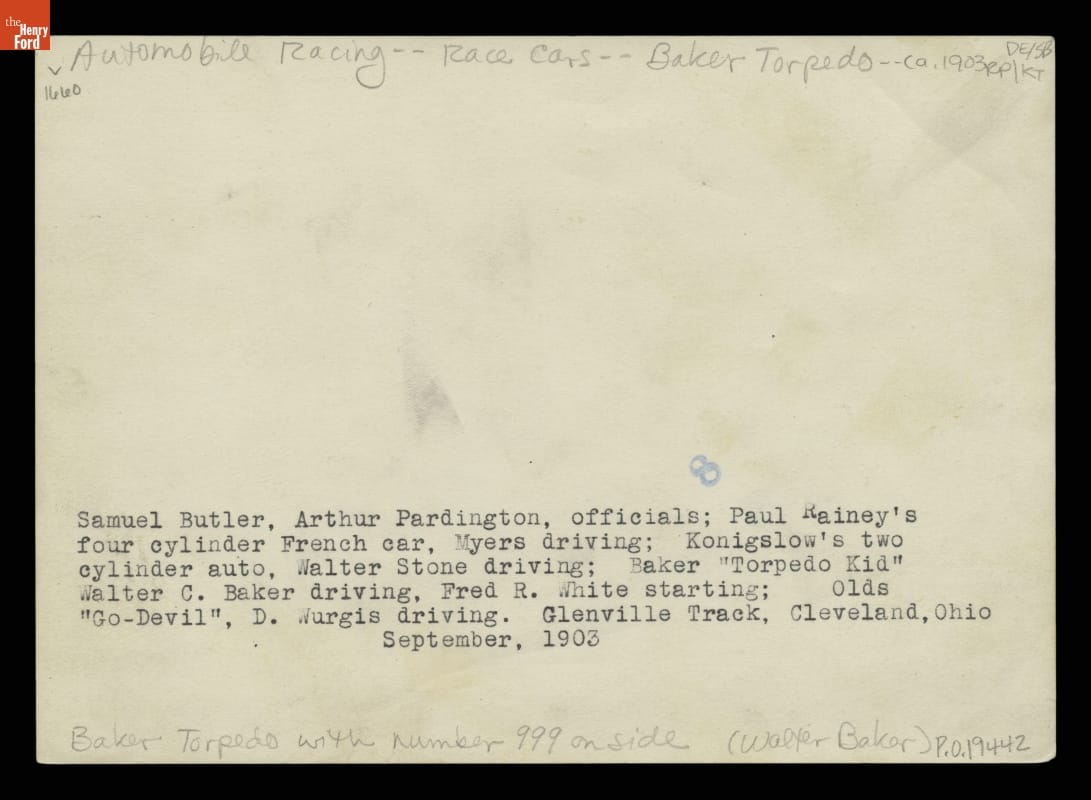 the
Henry
Ford
Automobile Racing-- Race Cars-- Baker Torpedo--ca. 1903
DE/SB
RP/KT
1660
8
Samuel Butler, Arthur Pardington, officials; Paul Rainey's
four cylinder French car, Myers driving; Konigslow's two
cylinder auto, Walter Stone driving; Baker "Torpedo Kid"
Walter C. Baker driving, Fred R. White starting; Olds
"Go-Devil", D. Wurgis driving. Glenville Track, Cleveland,Ohio
September, 1903
Baker Torpedo with number 999 on side (Walter Baker) P.O.19442